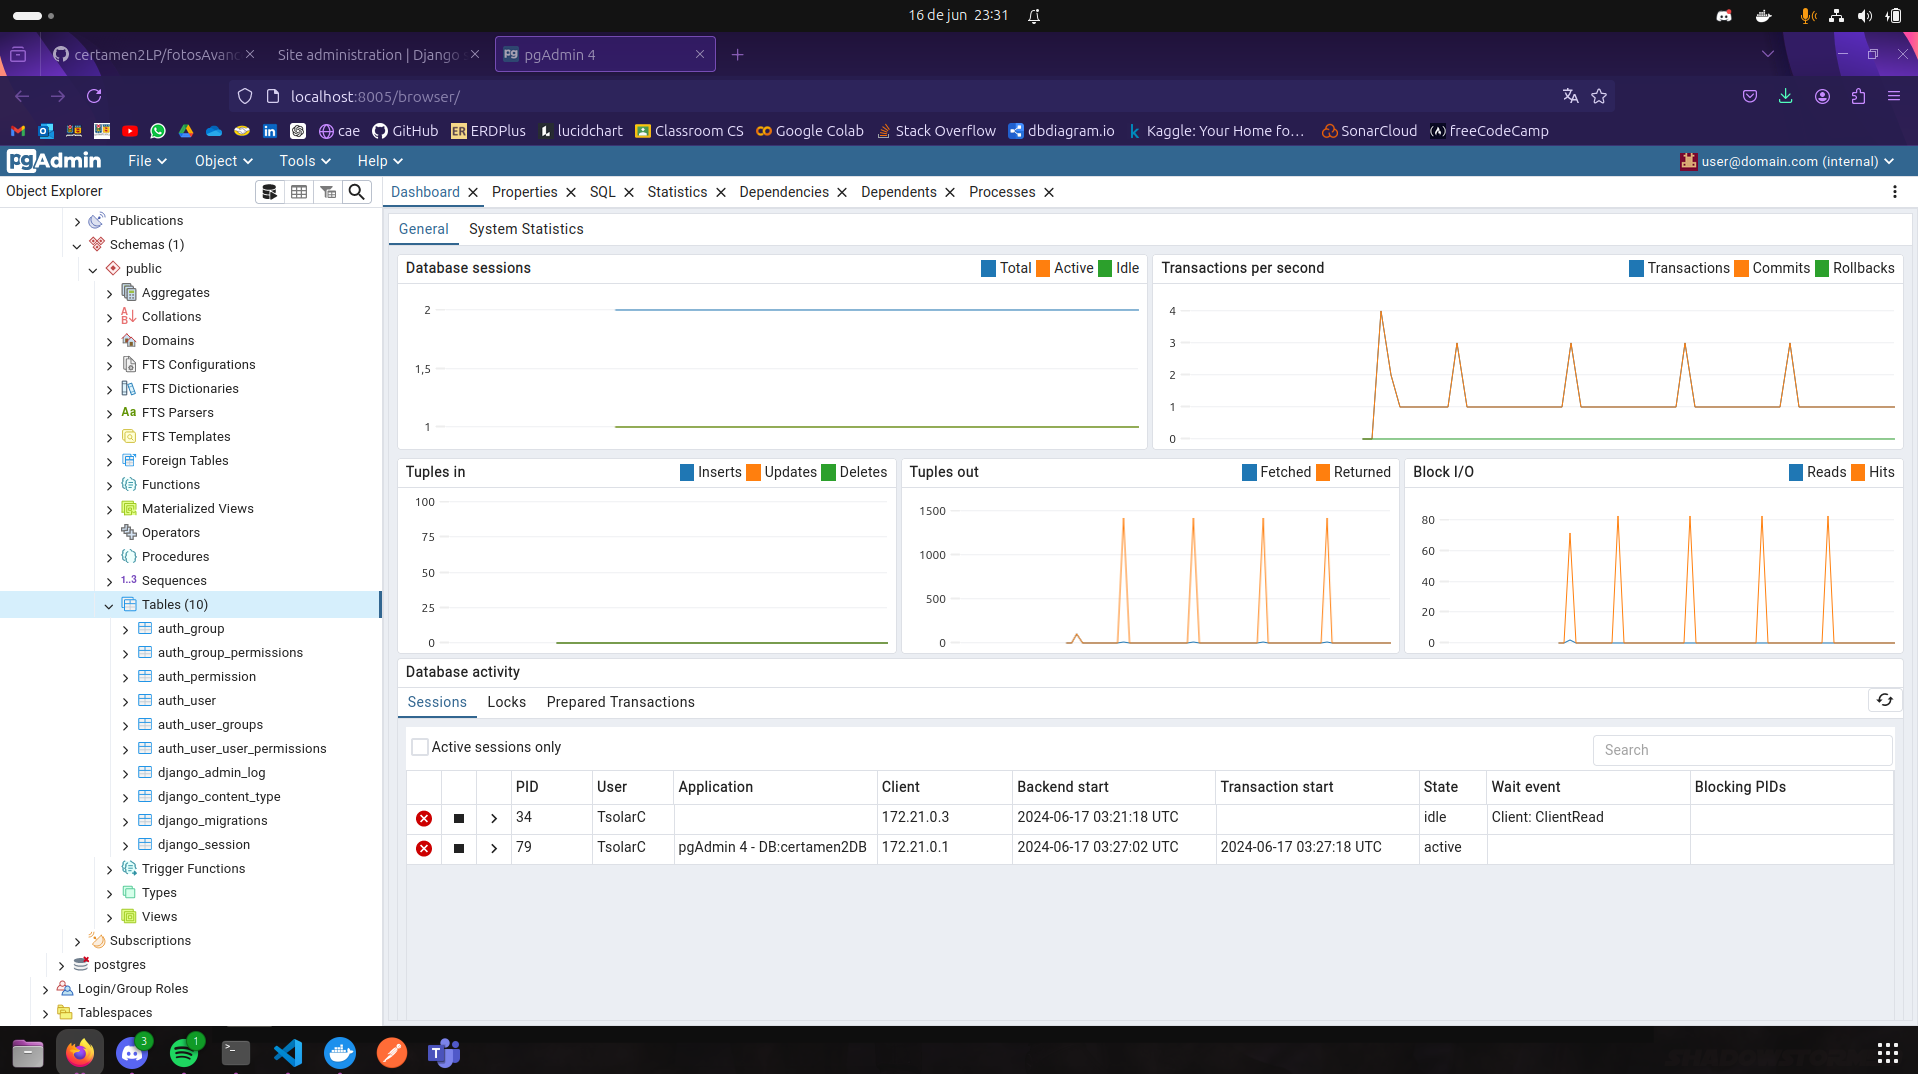 16 de jun 23:31
certamen2LP/fotosAvanc
Site administration | Django
pgAdmin 4
localhost:8005/browser/
cae
GitHub
ERDPlus
lucidchart
Classroom CS
Google Colab
Stack Overflow
dbdiagram.io
Kaggle: Your Home fo...
SonarCloud
freeCodeCamp
pgAdmin
File
Object
Tools
Help
user@domain.com (internal)
Object Explorer
Dashboard
Properties
SQL
Statistics
Dependencies
Dependents
Processes
Publications
Schemas (1)
public
Aggregates
Collations
Domains
FTS Configurations
FTS Dictionaries
Aa FTS Parsers
FTS Templates
Foreign Tables
Functions
Materialized Views
Operators
Procedures
1..3 Sequences
Tables (10)
auth_group
auth_group_permissions
auth_permission
auth_user
auth_user_groups
auth_user_user_permissions
django_admin_log
django_content_type
django_migrations
django_session
Trigger Functions
Types
Views
Subscriptions
postgres
Login/Group Roles
Tablespaces
General
System Statistics
Database sessions
Total Active Idle
2
1,5
1
Transactions per second
Transactions Commits Rollbacks
4
3
2
1
0
Tuples in
Inserts Updates Deletes
100
75
50
25
0
Tuples out
Fetched Returned
1500
1000
500
0
Block I/O
Reads Hits
80
60
40
20
0
Database activity
Sessions
Locks
Prepared Transactions
Active sessions only
Search
PID User Application Client Backend start Transaction start State Wait event Blocking PIDs
34 TsolarC 172.21.0.3 2024-06-17 03:21:18 UTC idle Client: ClientRead
79 TsolarC pgAdmin 4 - DB:certamen2DB 172.21.0.1 2024-06-17 03:27:02 UTC 2024-06-17 03:27:18 UTC active
3
1